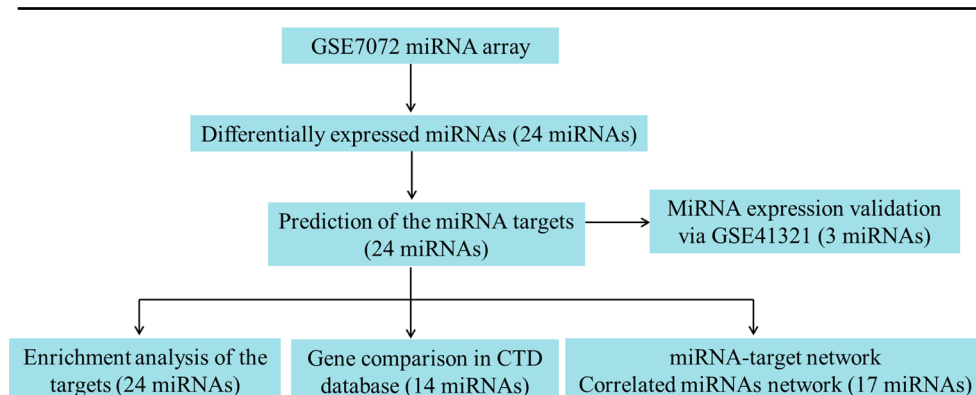 GSE7072 miRNA array
Differentially expressed miRNAs (24 miRNAs)
Prediction of the miRNA targets
(24 miRNAs)
MiRNA expression validation
via GSE41321 (3 miRNAs)
Enrichment analysis of the
targets (24 miRNAs)
Gene comparison in CTD
database (14 miRNAs)
miRNA-target network
Correlated miRNAs network (17 miRNAs)